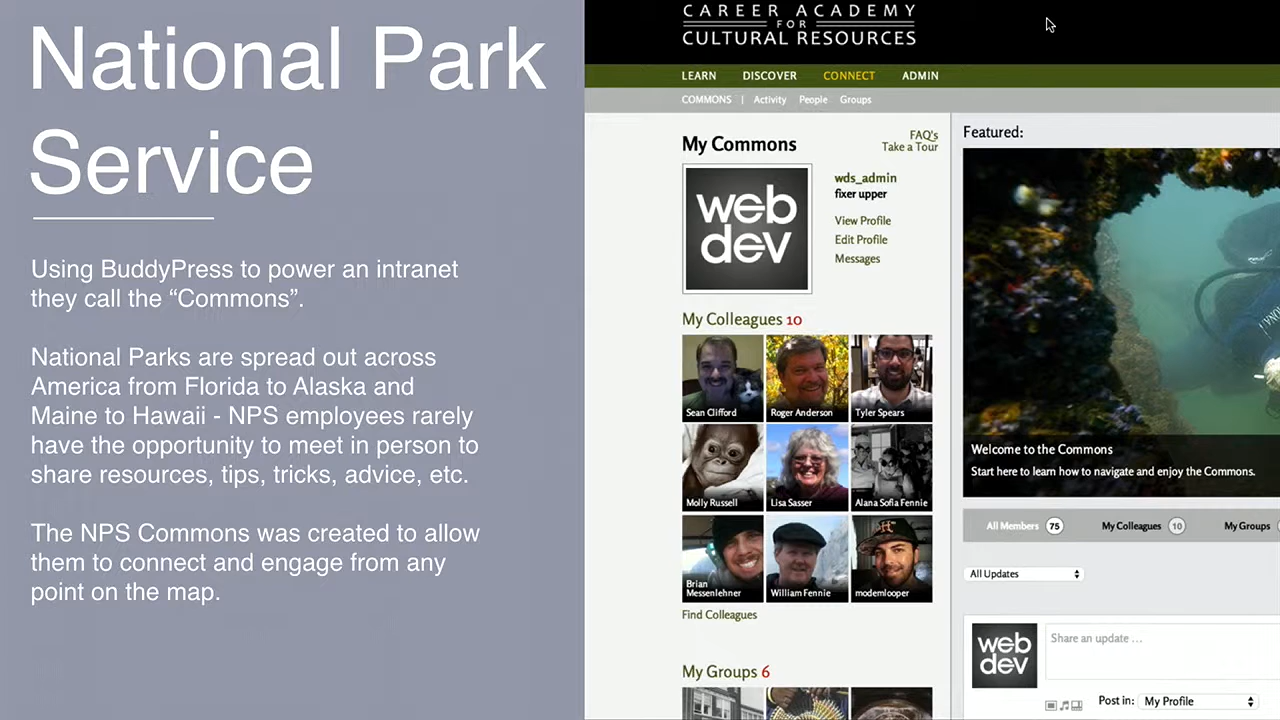 National Park
Service
Using BuddyPress to power an intranet
they call the “Commons”.
National Parks are spread out across
America from Florida to Alaska and
Maine to Hawaii - NPS employees rarely
have the opportunity to meet in person to
share resources, tips, tricks, advice, etc.
The NPS Commons was created to allow
them to connect and engage from any
point on the map.
CAREER ACADEMY
FOR
CULTURAL RESOURCES
LEARN DISCOVER CONNECT ADMIN
COMMONS | Activity People Groups
My Commons
FAQ's
Take a Tour
web
dev
wds_admin
fixer upper
View Profile
Edit Profile
Messages
My Colleagues 10
Sean Clifford
Roger Anderson
Tyler Spears
Molly Russell
Lisa Sasser
Alana Sofia Fennie
Brian
Messenlehner
William Fennie
modemlooper
Find Colleagues
My Groups 6
Featured:
Welcome to the Commons
Start here to learn how to navigate and enjoy the Commons.
All Members 75 My Colleagues 10 My Groups
All Updates
web
dev
Share an update ...
Post in: My Profile